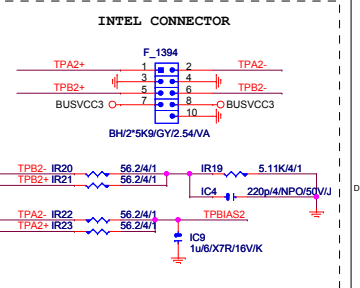 INTEL CONNECTOR
F_1394
TPA2+ 1 2 TPA2-
3 4
TPB2+ 5 6 TPB2-
BUSVCC3 7 8 BUSVCC3
10
BH/2*5K9/GY/2.54/VA
TPB2- IR20 56.2/4/1 IR19 5.11K/4/1
TPB2+ IR21 56.2/4/1
IC4 220p/4/NPO/50V/J
D
TPA2- IR22 56.2/4/1 TPBIAS2
TPA2+ IR23 56.2/4/1
IC9
1u/6/X7R/16V/K